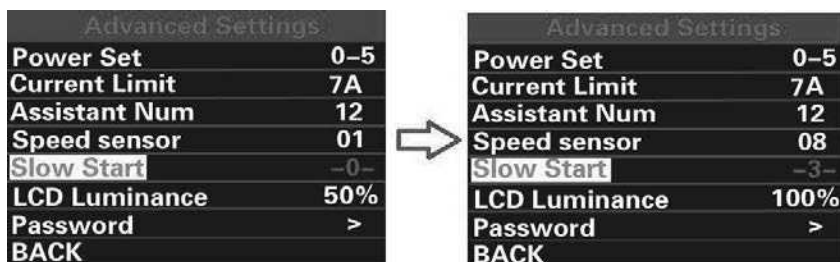 Advanced Settings
Power Set 0–5
Current Limit 7A
Assistant Num 12
Speed sensor 01
Slow Start –0–
LCD Luminance 50%
Password >
BACK
Advanced Settings
Power Set 0–5
Current Limit 7A
Assistant Num 12
Speed sensor 08
Slow Start –3–
LCD Luminance 100%
Password >
BACK